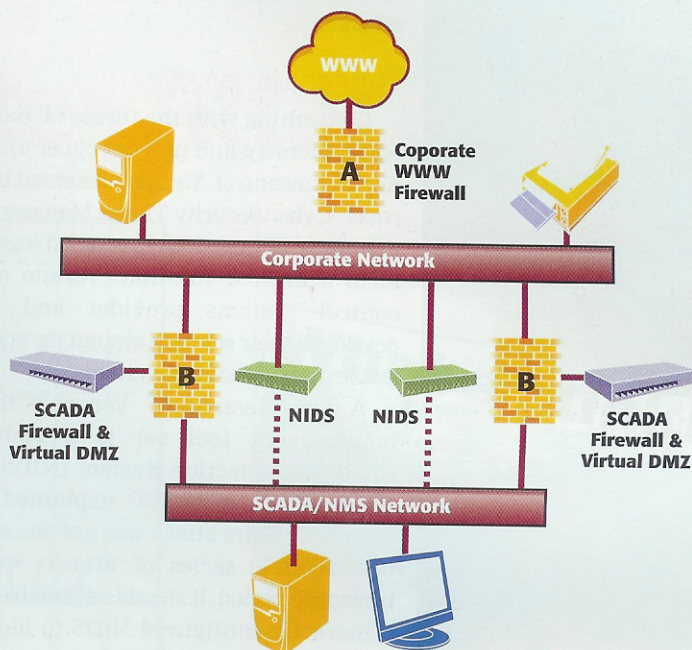 WWW
A
Coporate
WWW
Firewall
Corporate Network
B
B
SCADA
Firewall &
Virtual DMZ
NIDS
NIDS
SCADA
Firewall &
Virtual DMZ
SCADA/NMS Network